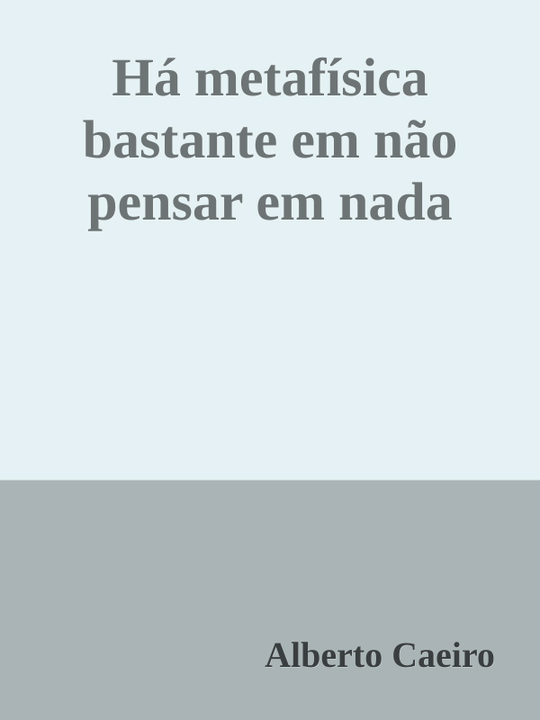 Há metafísica
bastante em não
pensar em nada
Alberto Caeiro